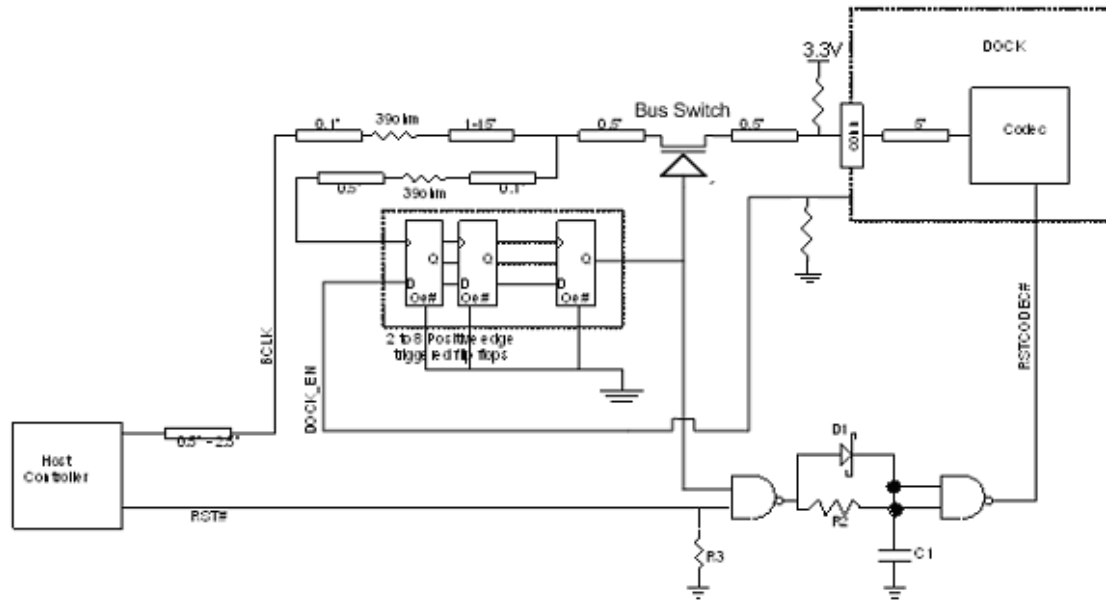 3.3V
DOCK
Bus Switch
0.1"
39ohm
1-15"
0.5"
0.5"
conn
5"
Codec
0.5"
39ohm
0.1"
Q
Q
Q
D
D
D
Oe#
Oe#
Oe#
2 to 8 Positive edge
triggered flip flops
BCLK
DOCK_EN
RSTCODEC#
0.5" - 2.5"
Host
Controller
D1
R2
RST#
R3
C1